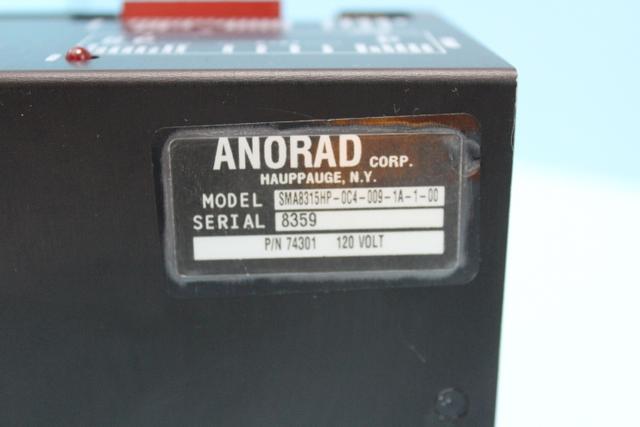 ANORAD CORP.
HAUPPAUGE, N.Y.
MODEL SMA8315HP-0C4-009-1A-1-00
SERIAL 8359
P/N 74301 120 VOLT